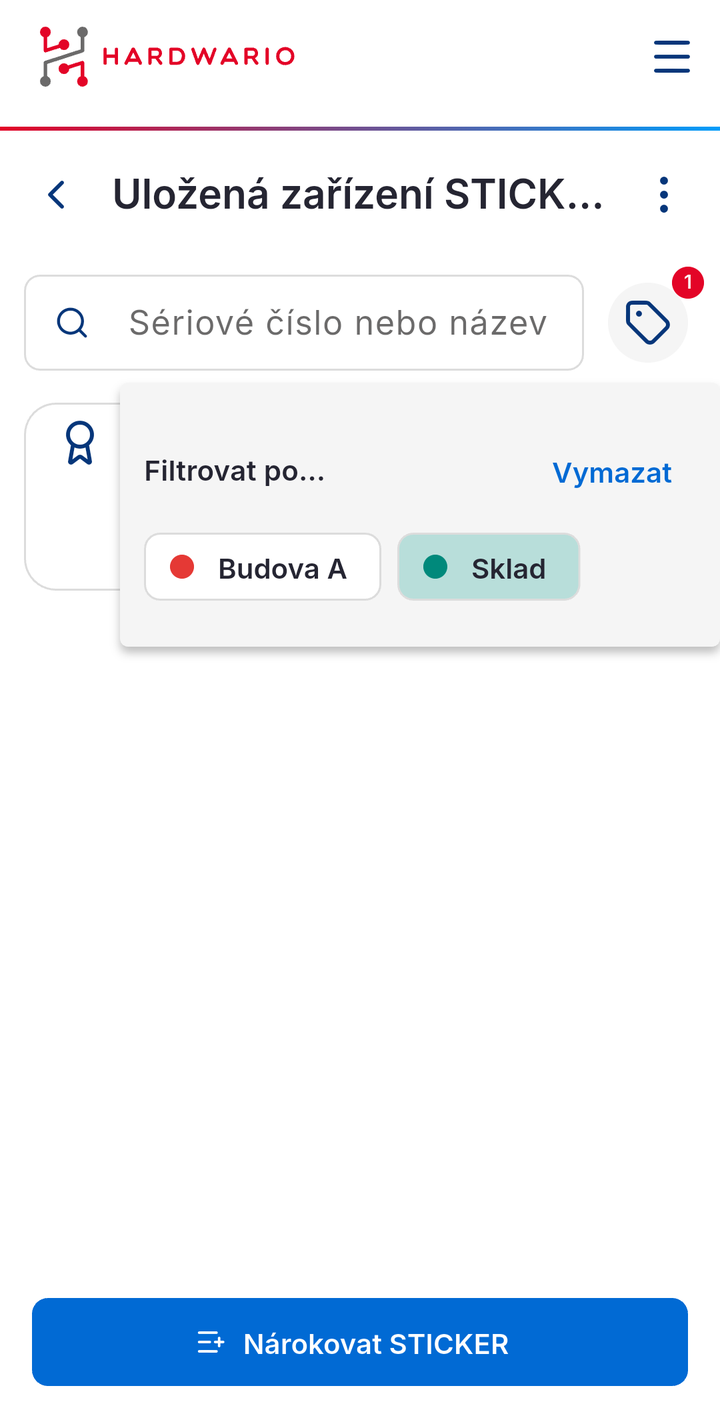 HARDWARIO
Uložená zařízení STICK...
Sériové číslo nebo název
1
Filtrovat po...
Vymazat
Budova A
Sklad
Nárokovat STICKER